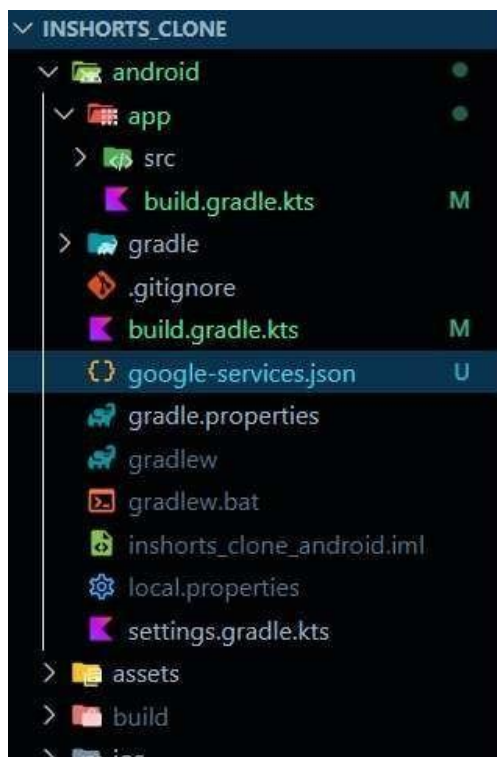 INSHORTS_CLONE
android
app
src
build.gradle.kts M
gradle
.gitignore
build.gradle.kts M
google-services.json U
gradle.properties
gradlew
gradlew.bat
inshorts_clone_android.iml
local.properties
settings.gradle.kts
assets
build